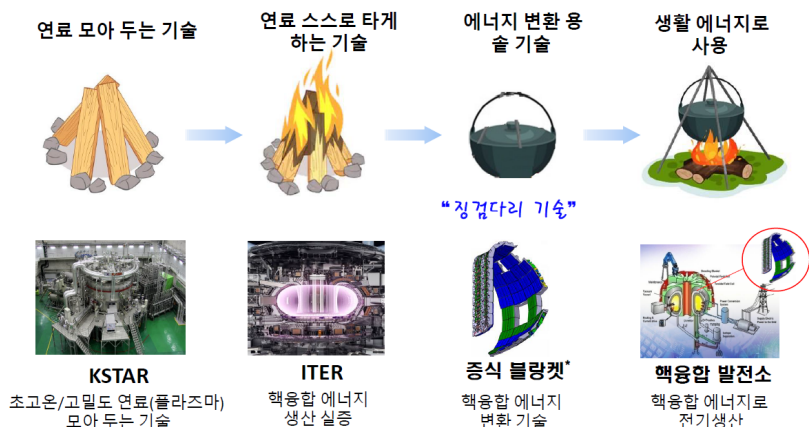 연료 모아 두는 기술
연료 스스로 타게
하는 기술
에너지 변환 용
솥 기술
생활 에너지로
사용
“징검다리 기술”
KSTAR
초고온/고밀도 연료(플라즈마)
모아 두는 기술
ITER
핵융합 에너지
생산 실증
증식 블랑켓*
핵융합 에너지
변환 기술
핵융합 발전소
핵융합 에너지로
전기생산